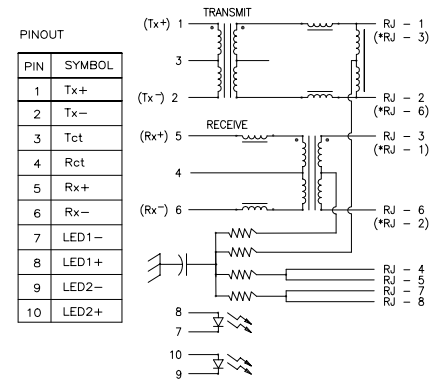 PINOUT
PIN SYMBOL
1 Tx+
2 Tx−
3 Tct
4 Rct
5 Rx+
6 Rx−
7 LED1−
8 LED1+
9 LED2−
10 LED2+
TRANSMIT
(Tx+) 1
RJ − 1
(*RJ − 3)
3
(Tx−) 2
RJ − 2
(*RJ − 6)
RECEIVE
(Rx+) 5
RJ − 3
(*RJ − 1)
4
(Rx−) 6
RJ − 6
(*RJ − 2)
RJ − 4
RJ − 5
RJ − 7
RJ − 8
8
7
10
9